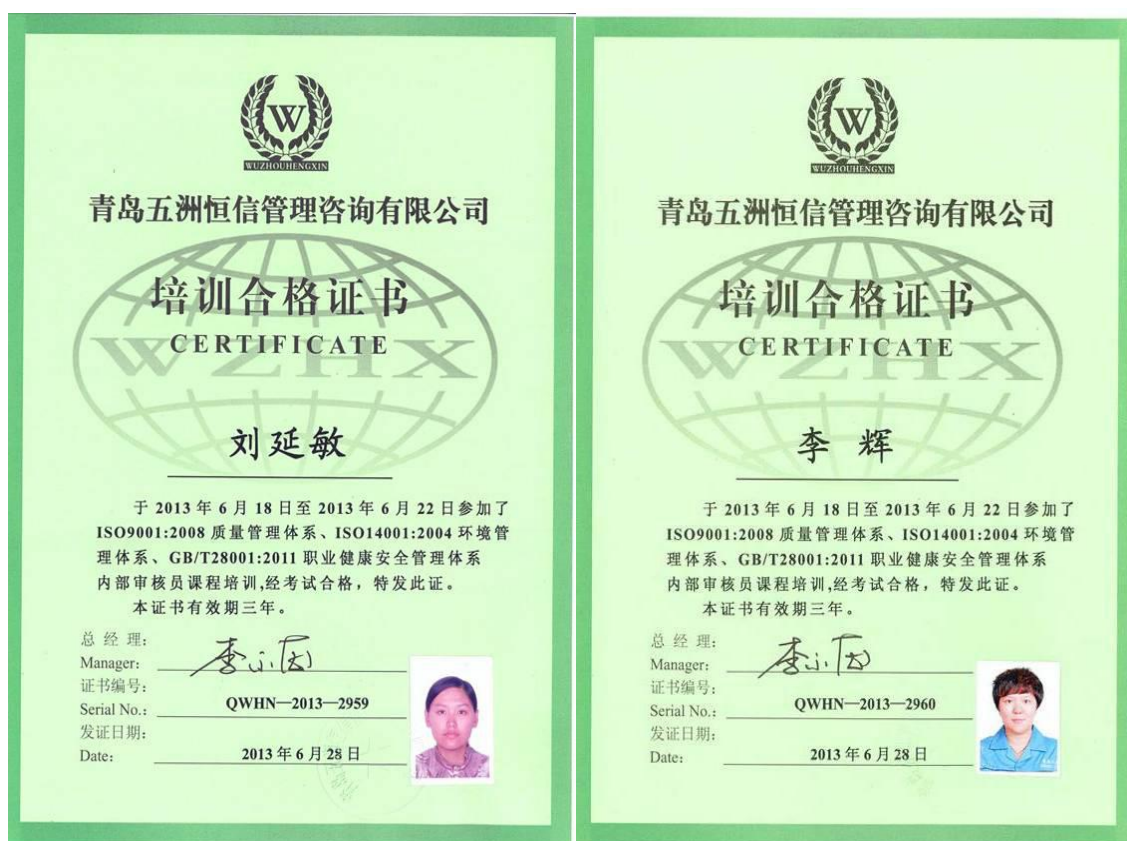 WUZHOUHENGXIN
青岛五洲恒信管理咨询有限公司
培训合格证书
CERTIFICATE
WZHX
刘延敏
于 2013 年 6 月 18 日至 2013 年 6 月 22 日参加了
ISO9001:2008 质量管理体系、ISO14001:2004 环境管
理体系、GB/T28001:2011 职业健康安全管理体系
内部审核员课程培训,经考试合格，特发此证。
本证书有效期三年。
总 经 理:
Manager:
证书编号:
Serial No.: QWHN—2013—2959
发证日期:
Date: 2013 年 6 月 28 日
WUZHOUHENGXIN
青岛五洲恒信管理咨询有限公司
培训合格证书
CERTIFICATE
WZHX
李 辉
于 2013 年 6 月 18 日至 2013 年 6 月 22 日参加了
ISO9001:2008 质量管理体系、ISO14001:2004 环境管
理体系、GB/T28001:2011 职业健康安全管理体系
内部审核员课程培训,经考试合格，特发此证。
本证书有效期三年。
总 经 理:
Manager:
证书编号:
Serial No.: QWHN—2013—2960
发证日期:
Date: 2013 年 6 月 28 日